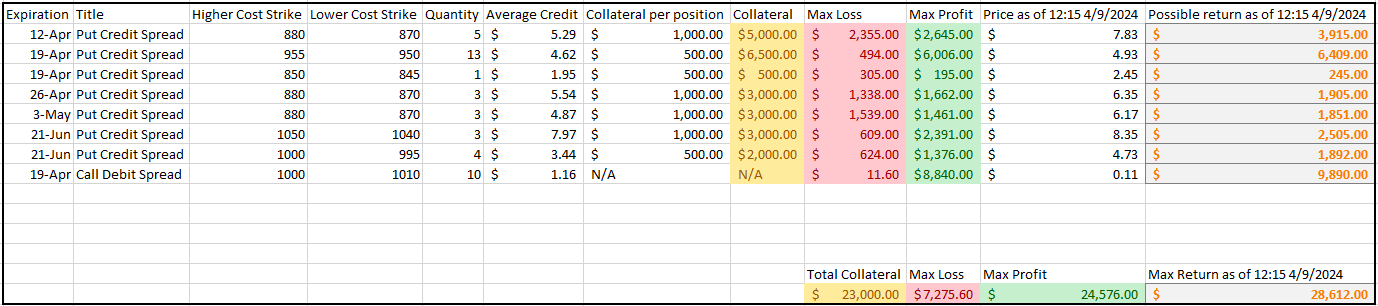 Expiration Title Higher Cost Strike Lower Cost Strike Quantity Average Credit Collateral per position Collateral Max Loss Max Profit Price as of 12:15 4/9/2024 Possible return as of 12:15 4/9/2024
12-Apr Put Credit Spread 880 870 5 $ 5.29 $ 1,000.00 $5,000.00 $ 2,355.00 $2,645.00 $ 7.83 $ 3,915.00
19-Apr Put Credit Spread 955 950 13 $ 4.62 $ 500.00 $6,500.00 $ 494.00 $6,006.00 $ 4.93 $ 6,409.00
19-Apr Put Credit Spread 850 845 1 $ 1.95 $ 500.00 $ 500.00 $ 305.00 $ 195.00 $ 2.45 $ 245.00
26-Apr Put Credit Spread 880 870 3 $ 5.54 $ 1,000.00 $3,000.00 $ 1,338.00 $1,662.00 $ 6.35 $ 1,905.00
3-May Put Credit Spread 880 870 3 $ 4.87 $ 1,000.00 $3,000.00 $ 1,539.00 $1,461.00 $ 6.17 $ 1,851.00
21-Jun Put Credit Spread 1050 1040 3 $ 7.97 $ 1,000.00 $3,000.00 $ 609.00 $2,391.00 $ 8.35 $ 2,505.00
21-Jun Put Credit Spread 1000 995 4 $ 3.44 $ 500.00 $2,000.00 $ 624.00 $1,376.00 $ 4.73 $ 1,892.00
19-Apr Call Debit Spread 1000 1010 10 $ 1.16 N/A N/A $ 11.60 $8,840.00 $ 0.11 $ 9,890.00
Total Collateral Max Loss Max Profit Max Return as of 12:15 4/9/2024
$ 23,000.00 $7,275.60 $ 24,576.00 $ 28,612.00